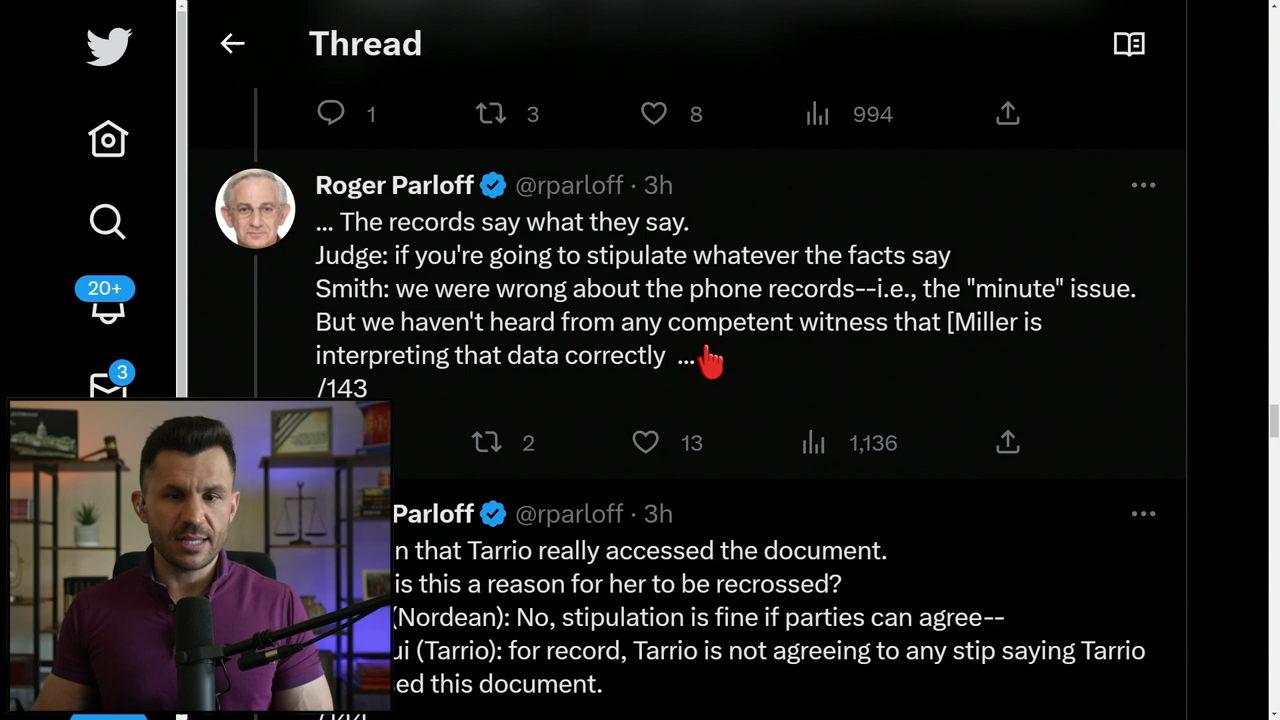 Thread
1 3 8 994
Roger Parloff @rparloff · 3h
... The records say what they say.
Judge: if you're going to stipulate whatever the facts say
Smith: we were wrong about the phone records--i.e., the "minute" issue.
But we haven't heard from any competent witness that [Miller is
interpreting that data correctly ...
/143
20+
3
2 13 1,136
Parloff @rparloff · 3h
n that Tarrio really accessed the document.
is this a reason for her to be recrossed?
(Nordean): No, stipulation is fine if parties can agree--
ui (Tarrio): for record, Tarrio is not agreeing to any stip saying Tarrio
ed this document.